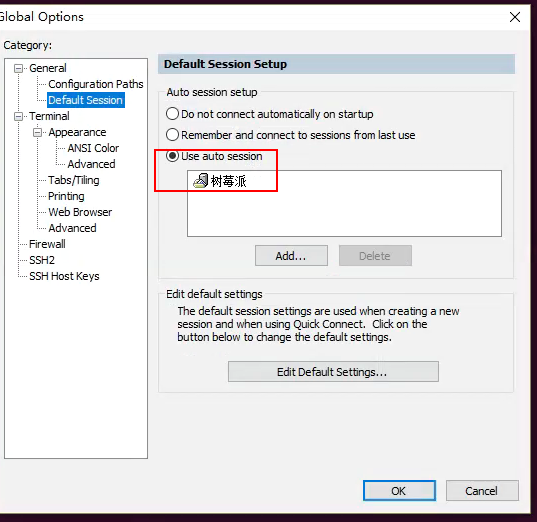 Global Options
Category:
General
Configuration Paths
Default Session
Terminal
Appearance
ANSI Color
Advanced
Tabs/Tiling
Printing
Web Browser
Advanced
Firewall
SSH2
SSH Host Keys
Default Session Setup
Auto session setup
Do not connect automatically on startup
Remember and connect to sessions from last use
Use auto session
树莓派
Add...
Delete
Edit default settings
The default session settings are used when creating a new
session and when using Quick Connect. Click on the
button below to change the default settings.
Edit Default Settings...
OK
Cancel